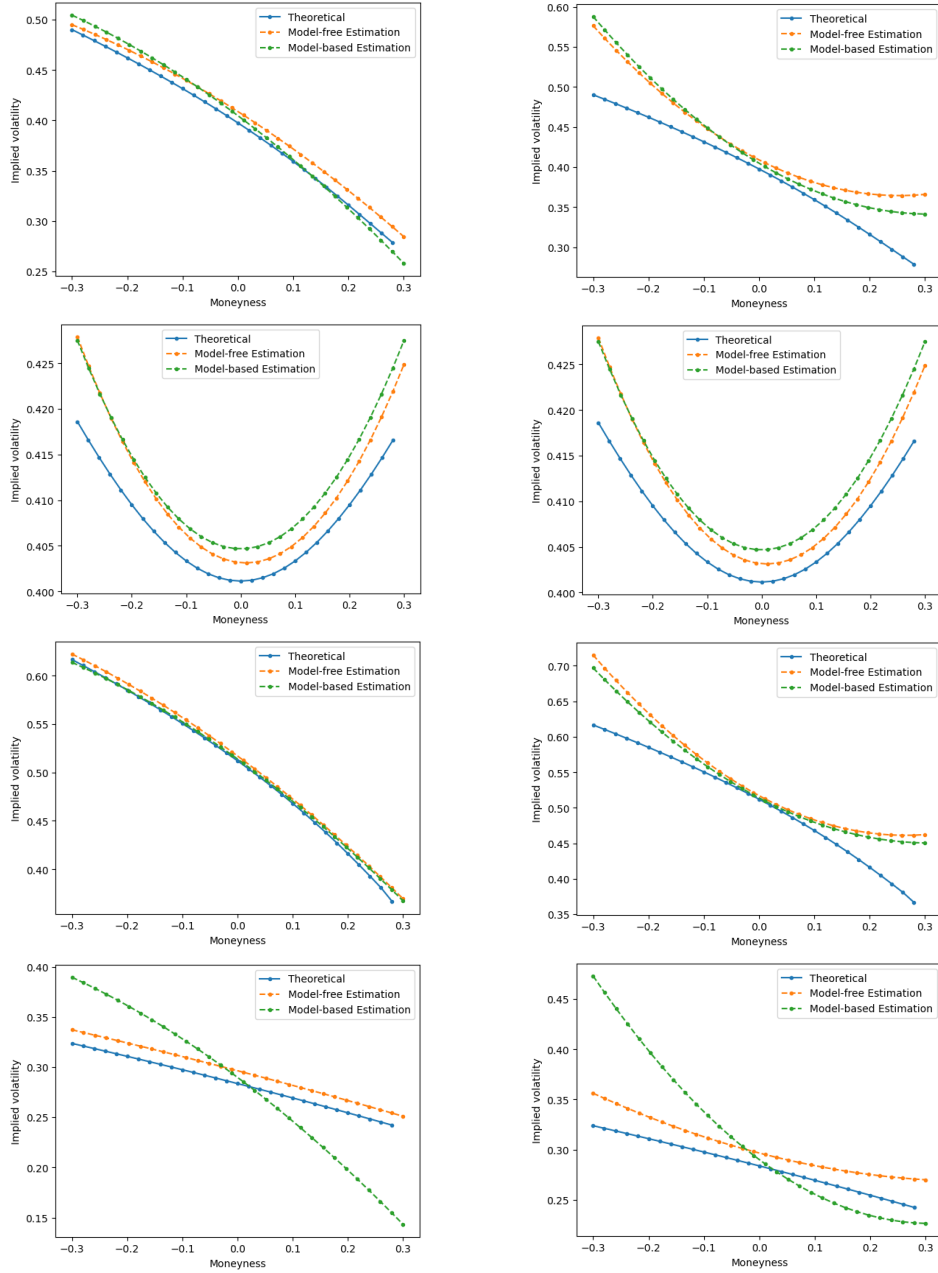 0.50
0.45
0.40
0.35
0.30
0.25
Implied volatility
−0.3 −0.2 −0.1 0.0 0.1 0.2 0.3
Moneyness
Theoretical
Model-free Estimation
Model-based Estimation
0.60
0.55
0.50
0.45
0.40
0.35
0.30
Implied volatility
−0.3 −0.2 −0.1 0.0 0.1 0.2 0.3
Moneyness
Theoretical
Model-free Estimation
Model-based Estimation
0.425
0.420
0.415
0.410
0.405
0.400
Implied volatility
−0.3 −0.2 −0.1 0.0 0.1 0.2 0.3
Moneyness
Theoretical
Model-free Estimation
Model-based Estimation
0.425
0.420
0.415
0.410
0.405
0.400
Implied volatility
−0.3 −0.2 −0.1 0.0 0.1 0.2 0.3
Moneyness
Theoretical
Model-free Estimation
Model-based Estimation
0.60
0.55
0.50
0.45
0.40
Implied volatility
−0.3 −0.2 −0.1 0.0 0.1 0.2 0.3
Moneyness
Theoretical
Model-free Estimation
Model-based Estimation
0.70
0.65
0.60
0.55
0.50
0.45
0.40
0.35
Implied volatility
−0.3 −0.2 −0.1 0.0 0.1 0.2 0.3
Moneyness
Theoretical
Model-free Estimation
Model-based Estimation
0.40
0.35
0.30
0.25
0.20
0.15
Implied volatility
−0.3 −0.2 −0.1 0.0 0.1 0.2 0.3
Moneyness
Theoretical
Model-free Estimation
Model-based Estimation
0.45
0.40
0.35
0.30
0.25
Implied volatility
−0.3 −0.2 −0.1 0.0 0.1 0.2 0.3
Moneyness
Theoretical
Model-free Estimation
Model-based Estimation